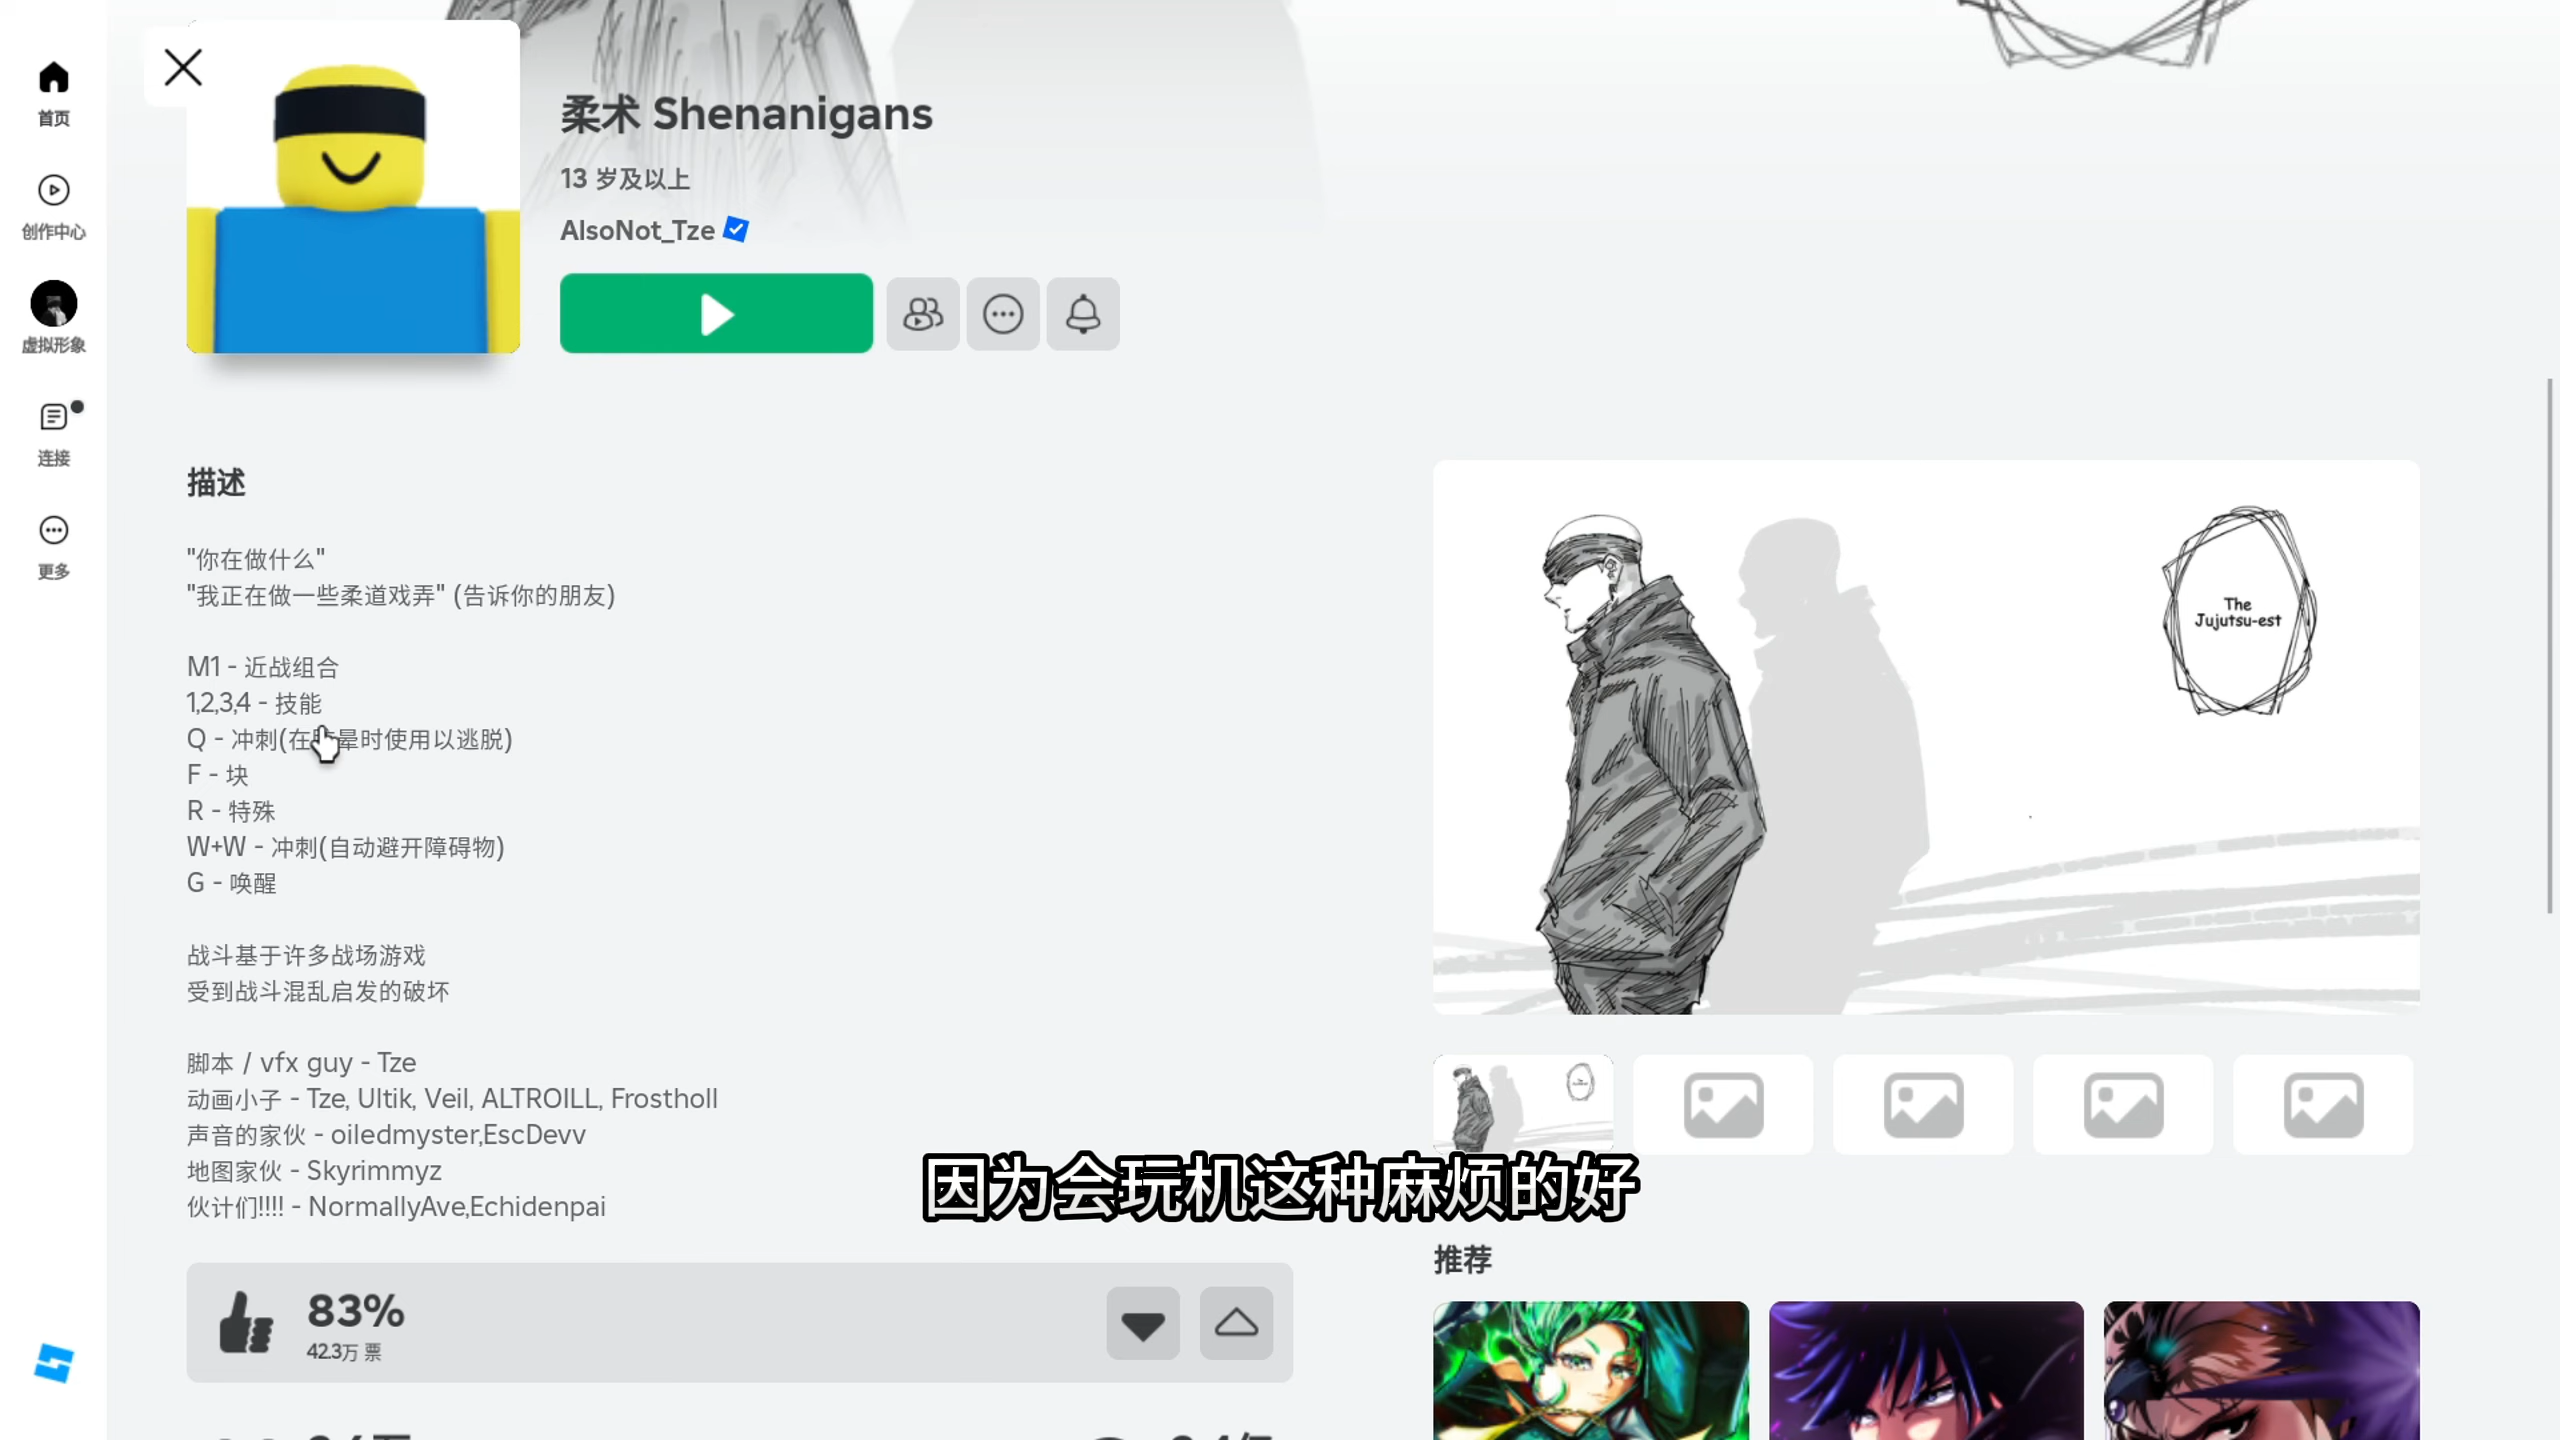 首页
创作中心
虚拟形象
连接
更多
柔术 Shenanigans
13 岁及以上
AlsoNot_Tze
描述
"你在做什么"
"我正在做一些柔道戏弄" (告诉你的朋友)
M1 - 近战组合
1,2,3,4 - 技能
Q - 冲刺(在晕时使用以逃脱)
F - 块
R - 特殊
W+W - 冲刺(自动避开障碍物)
G - 唤醒
战斗基于许多战场游戏
受到战斗混乱启发的破坏
脚本 / vfx guy - Tze
动画小子 - Tze, Ultik, Veil, ALTROILL, Frostholl
声音的家伙 - oiledmyster,EscDevv
地图家伙 - Skyrimmyz
伙计们!!!! - NormallyAve,Echidenpai
The
Jujutsu-est
因为会玩机这种麻烦的好
83%
42.3万 票
推荐